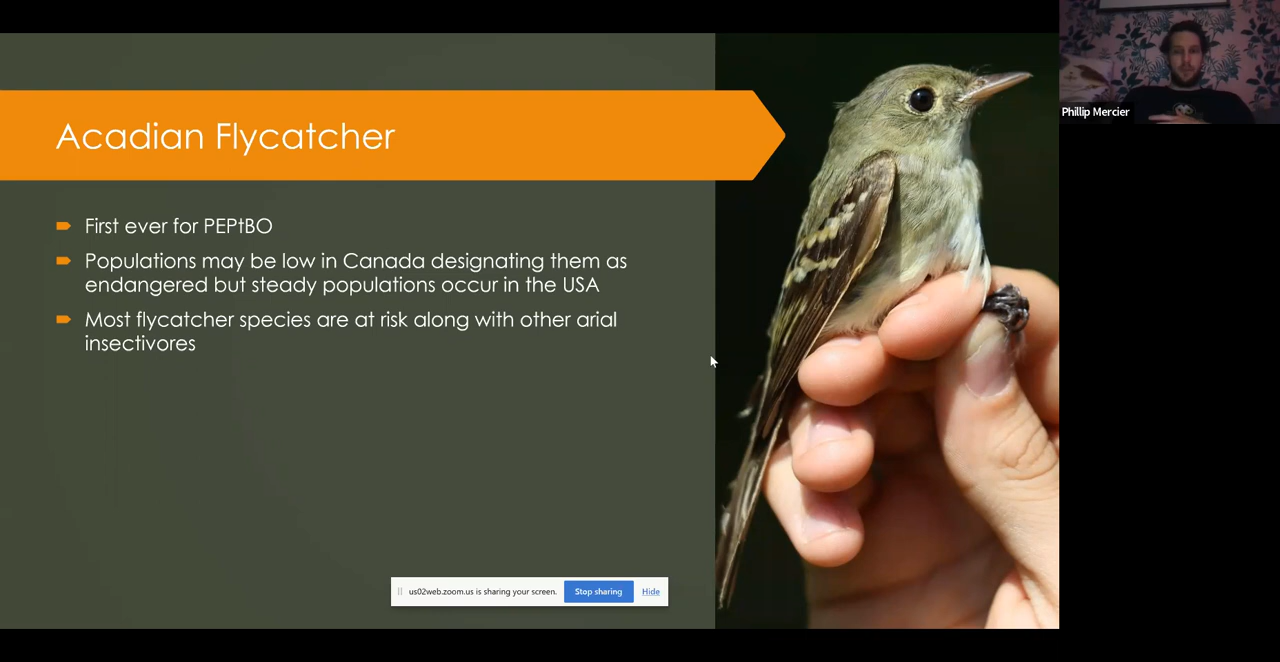 Acadian Flycatcher
First ever for PEPtBO
Populations may be low in Canada designating them as
endangered but steady populations occur in the USA
Most flycatcher species are at risk along with other arial
insectivores
us02web.zoom.us is sharing your screen. Stop sharing Hide
Phillip Mercier